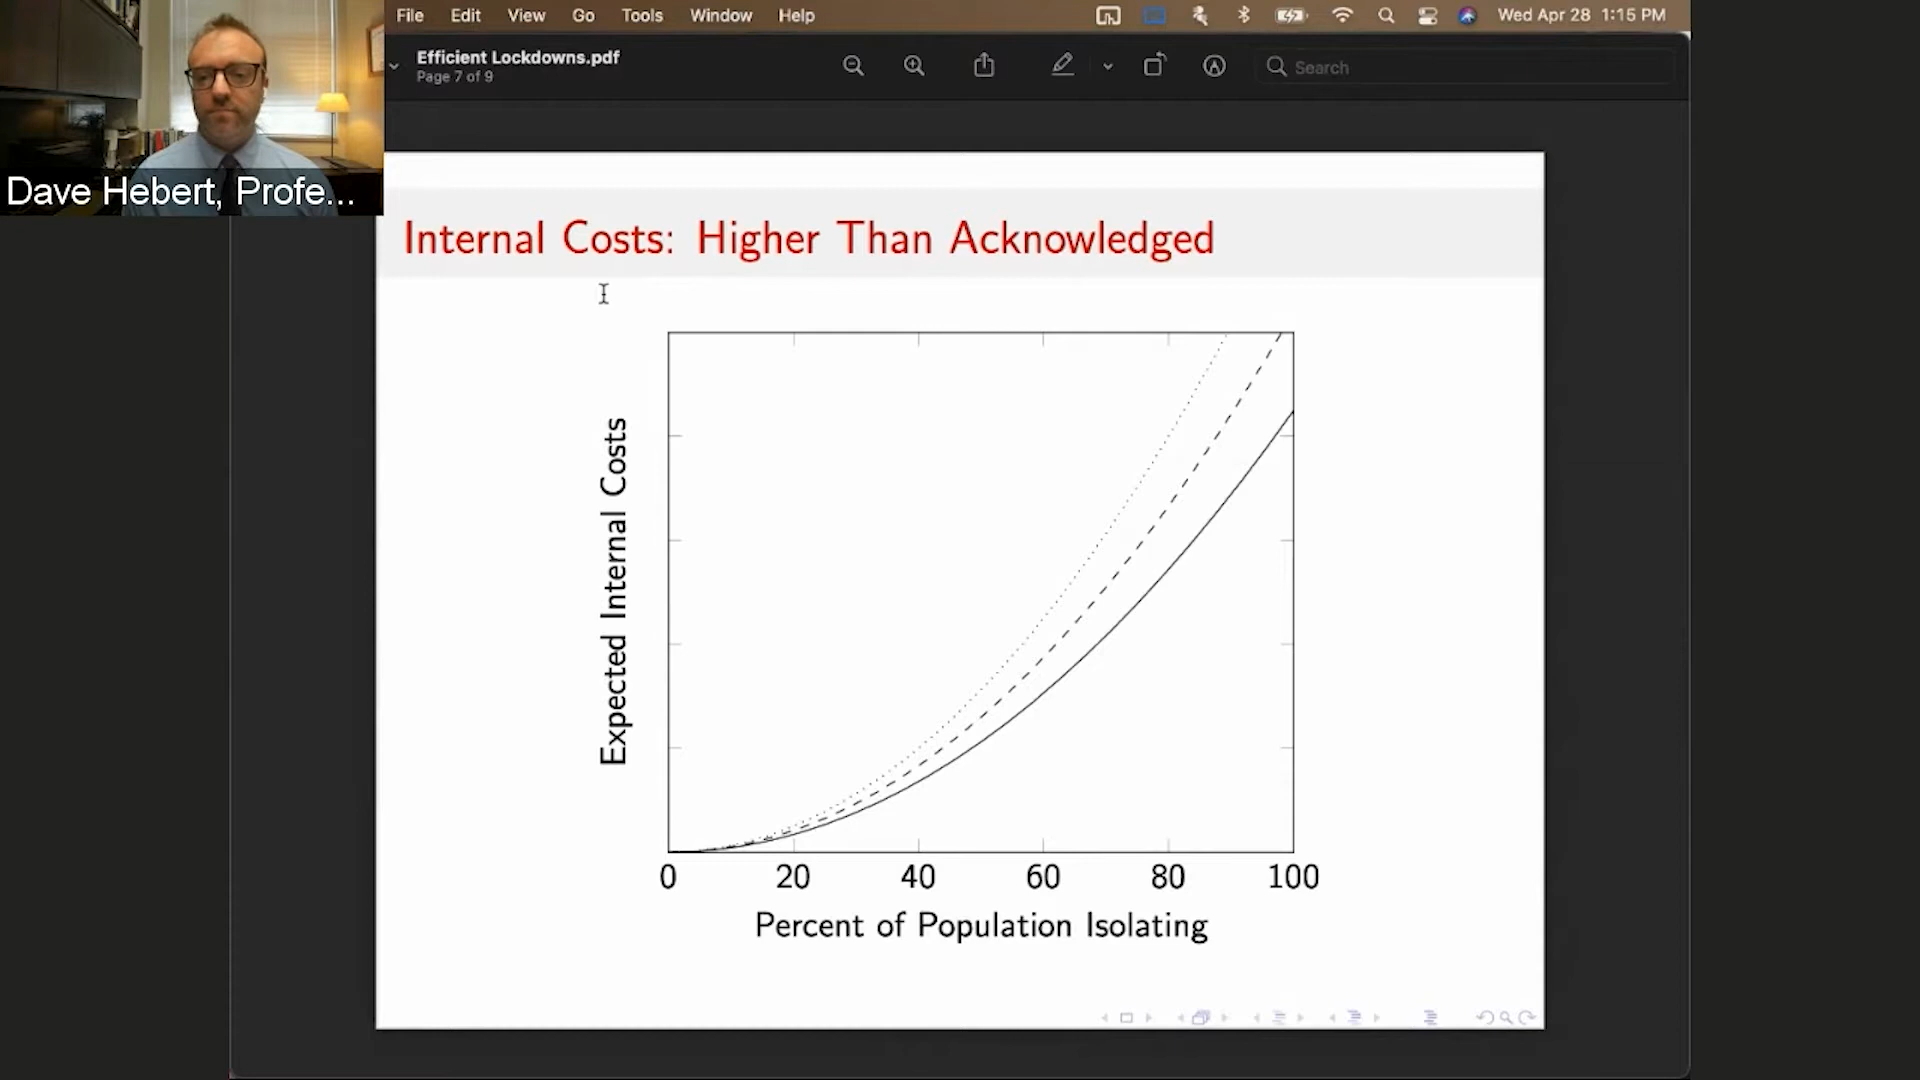 File Edit View Go Tools Window Help
Wed Apr 28 1:15 PM
Efficient Lockdowns.pdf
Page 7 of 9
Search
Dave Hebert, Profe...
Internal Costs: Higher Than Acknowledged
Expected Internal Costs
0 20 40 60 80 100
Percent of Population Isolating